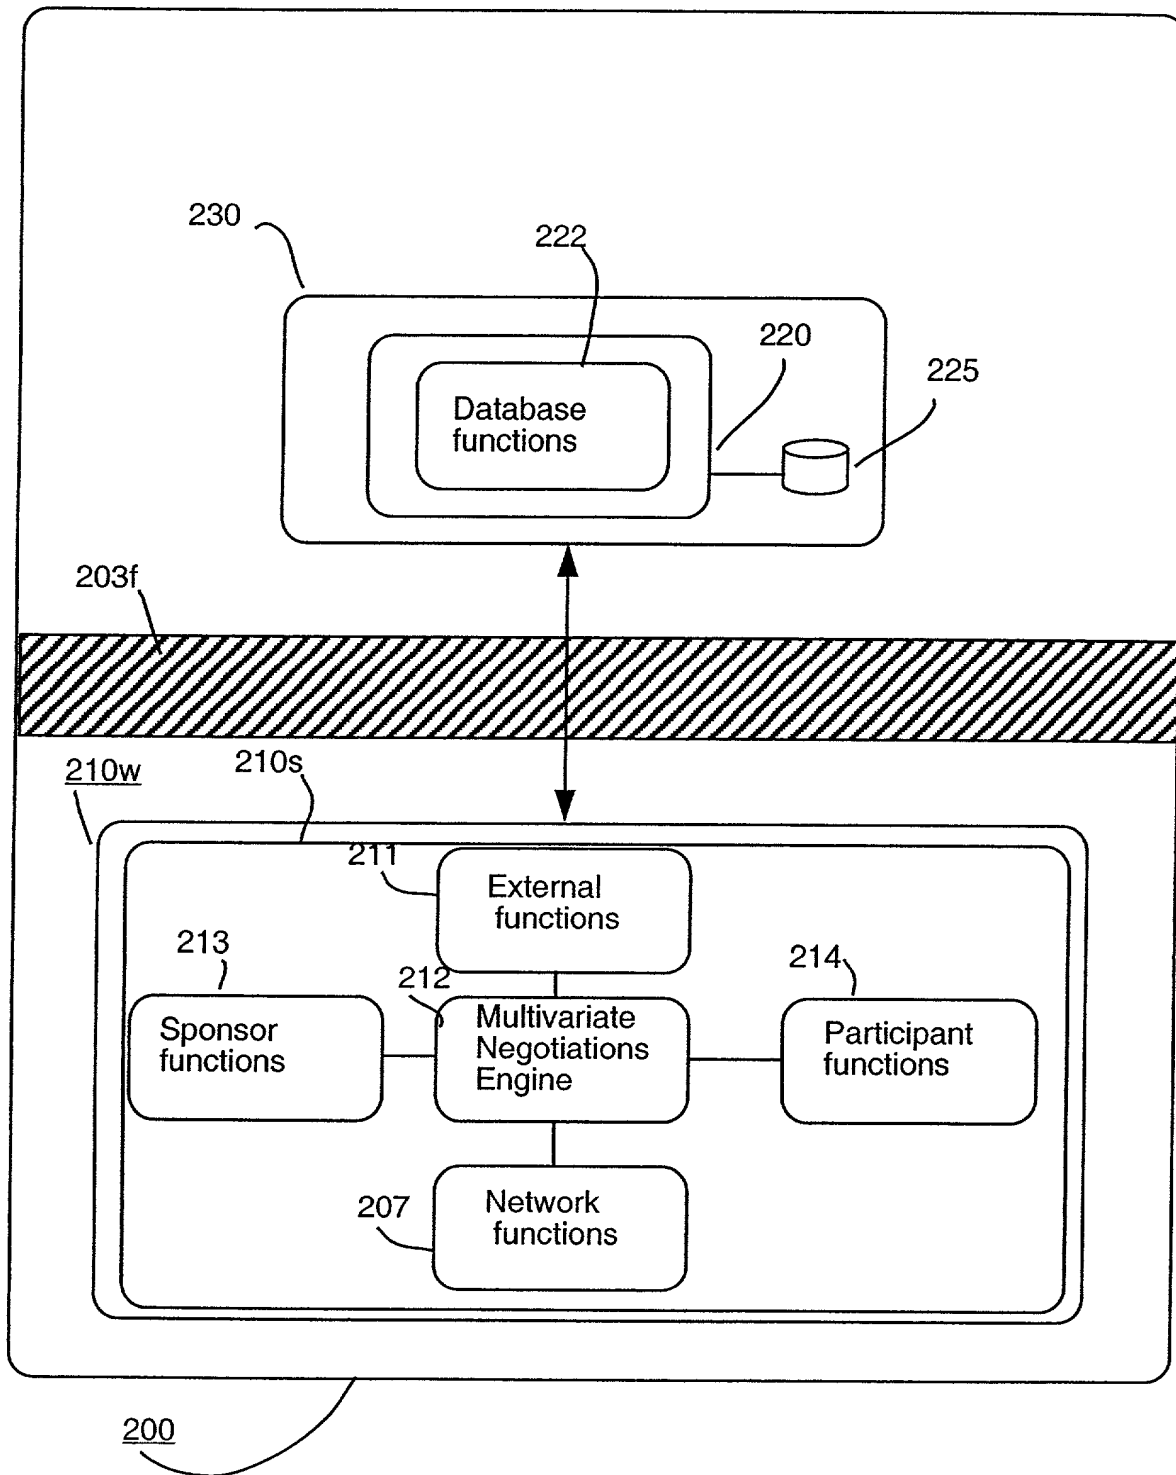 230
222
220
225
Database
functions
203f
210w
210s
211
External
functions
213
212
214
Sponsor
functions
Multivariate
Negotiations
Engine
Participant
functions
207
Network
functions
200